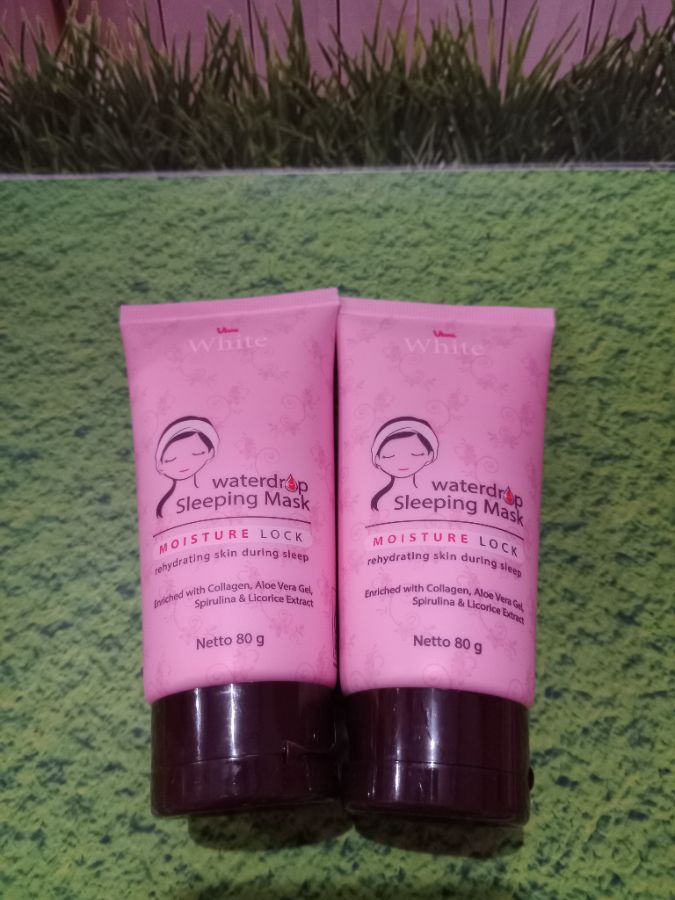 White
waterdrop
Sleeping Mask
MOISTURE LOCK
rehydrating skin during sleep
Enriched with Collagen, Aloe Vera Gel,
Spirulina & Licorice Extract
Netto 80 g
White
waterdrop
Sleeping Mask
MOISTURE LOCK
rehydrating skin during sleep
Enriched with Collagen, Aloe Vera Gel,
Spirulina & Licorice Extract
Netto 80 g